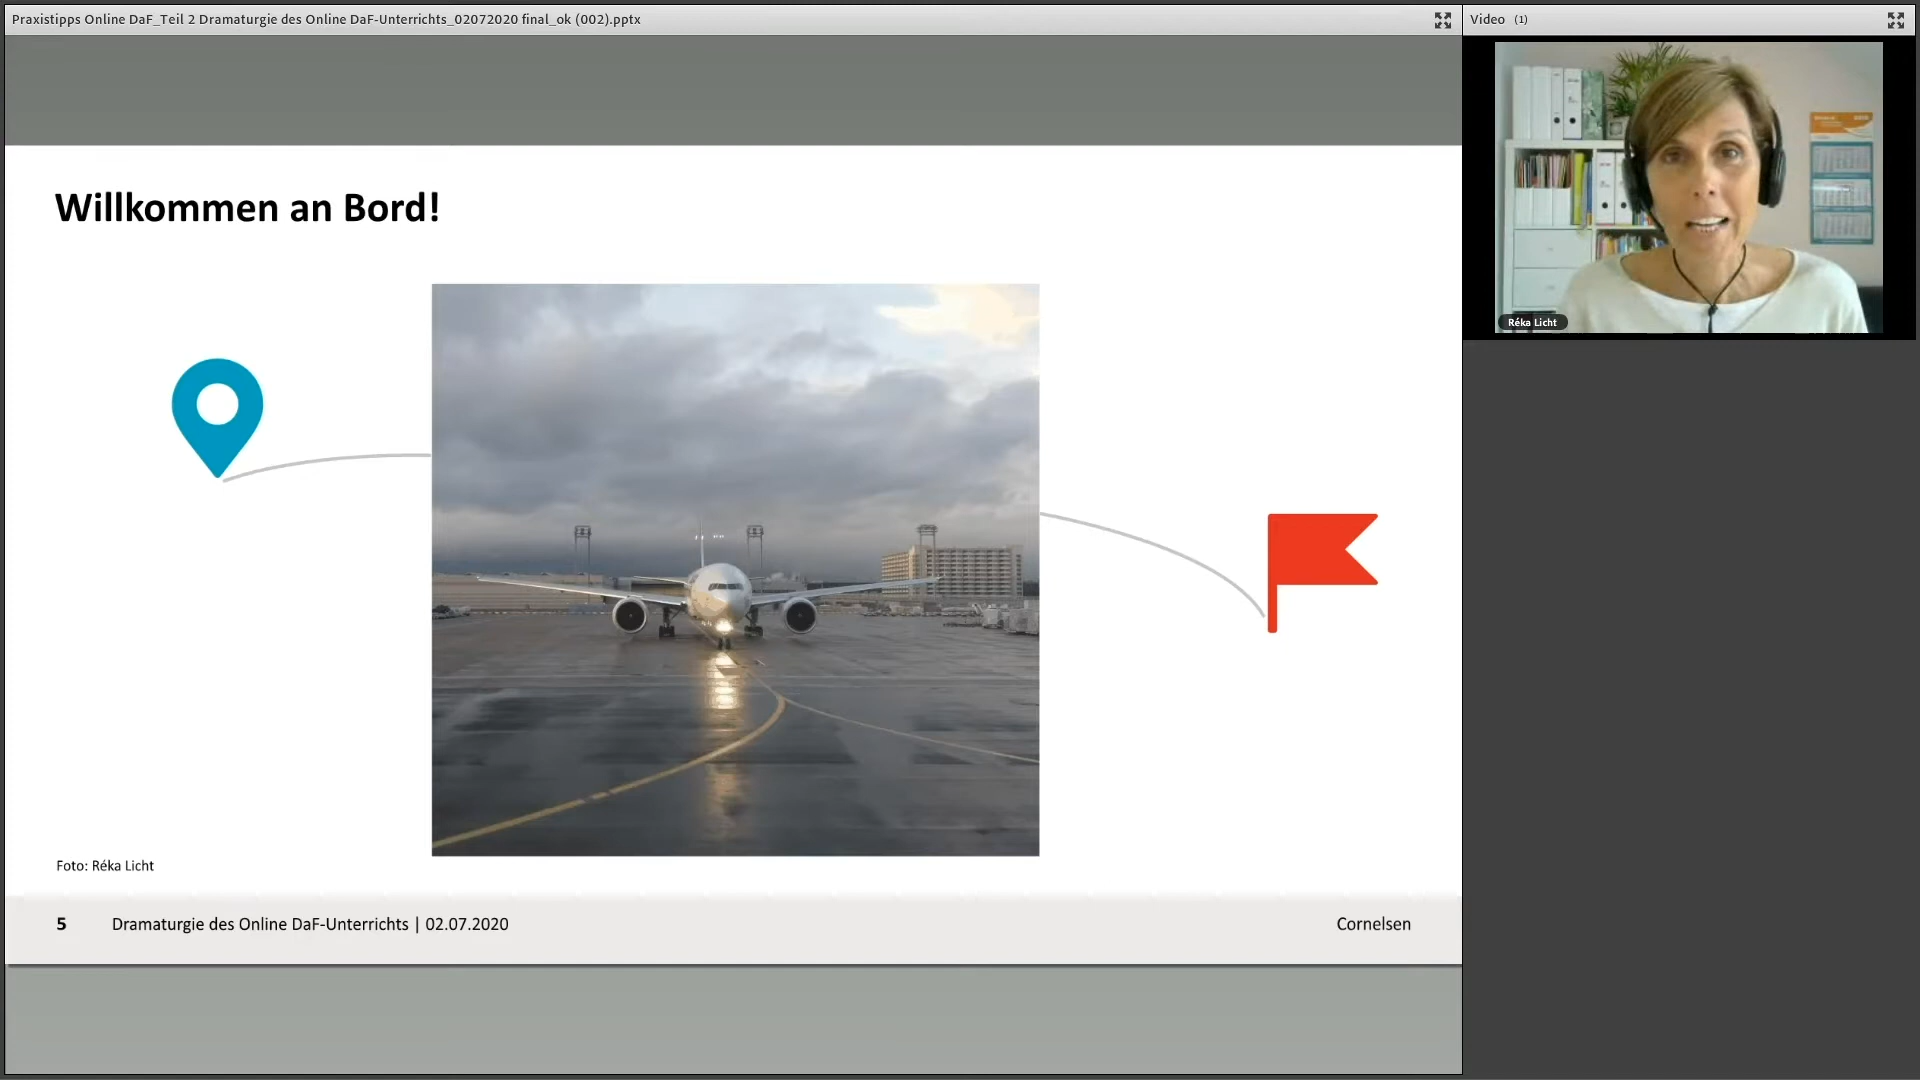 Praxistipps Online DaF_Teil 2 Dramaturgie des Online DaF-Unterrichts_02072020 final_ok (002).pptx
Video (1)
Réka Licht
Willkommen an Bord!
Foto: Réka Licht
5 Dramaturgie des Online DaF-Unterrichts | 02.07.2020 Cornelsen